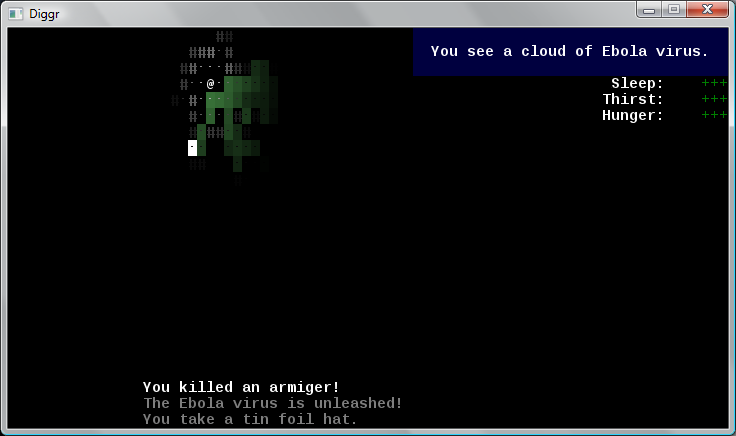 Diggr
You see a cloud of Ebola virus.
Sleep: +++
Thirst: +++
Hunger: +++
You killed an armiger!
The Ebola virus is unleashed!
You take a tin foil hat.